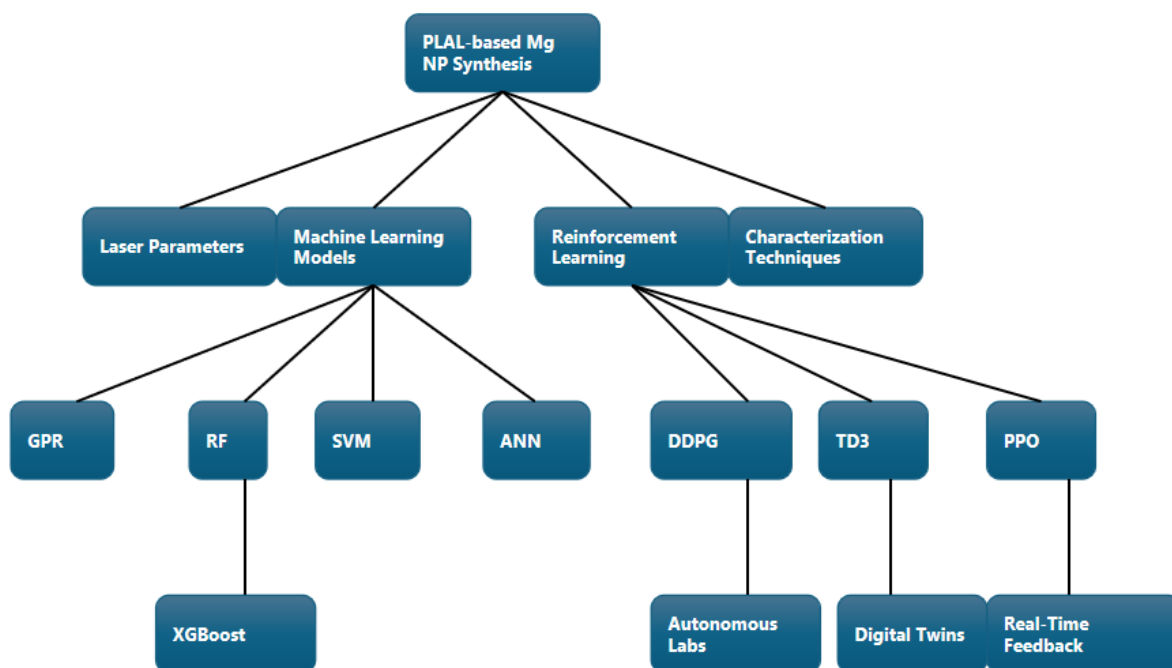 PLAL-based Mg
NP Synthesis
Laser Parameters
Machine Learning
Models
Reinforcement
Learning
Characterization
Techniques
GPR
RF
SVM
ANN
DDPG
TD3
PPO
XGBoost
Autonomous
Labs
Digital Twins
Real-Time
Feedback